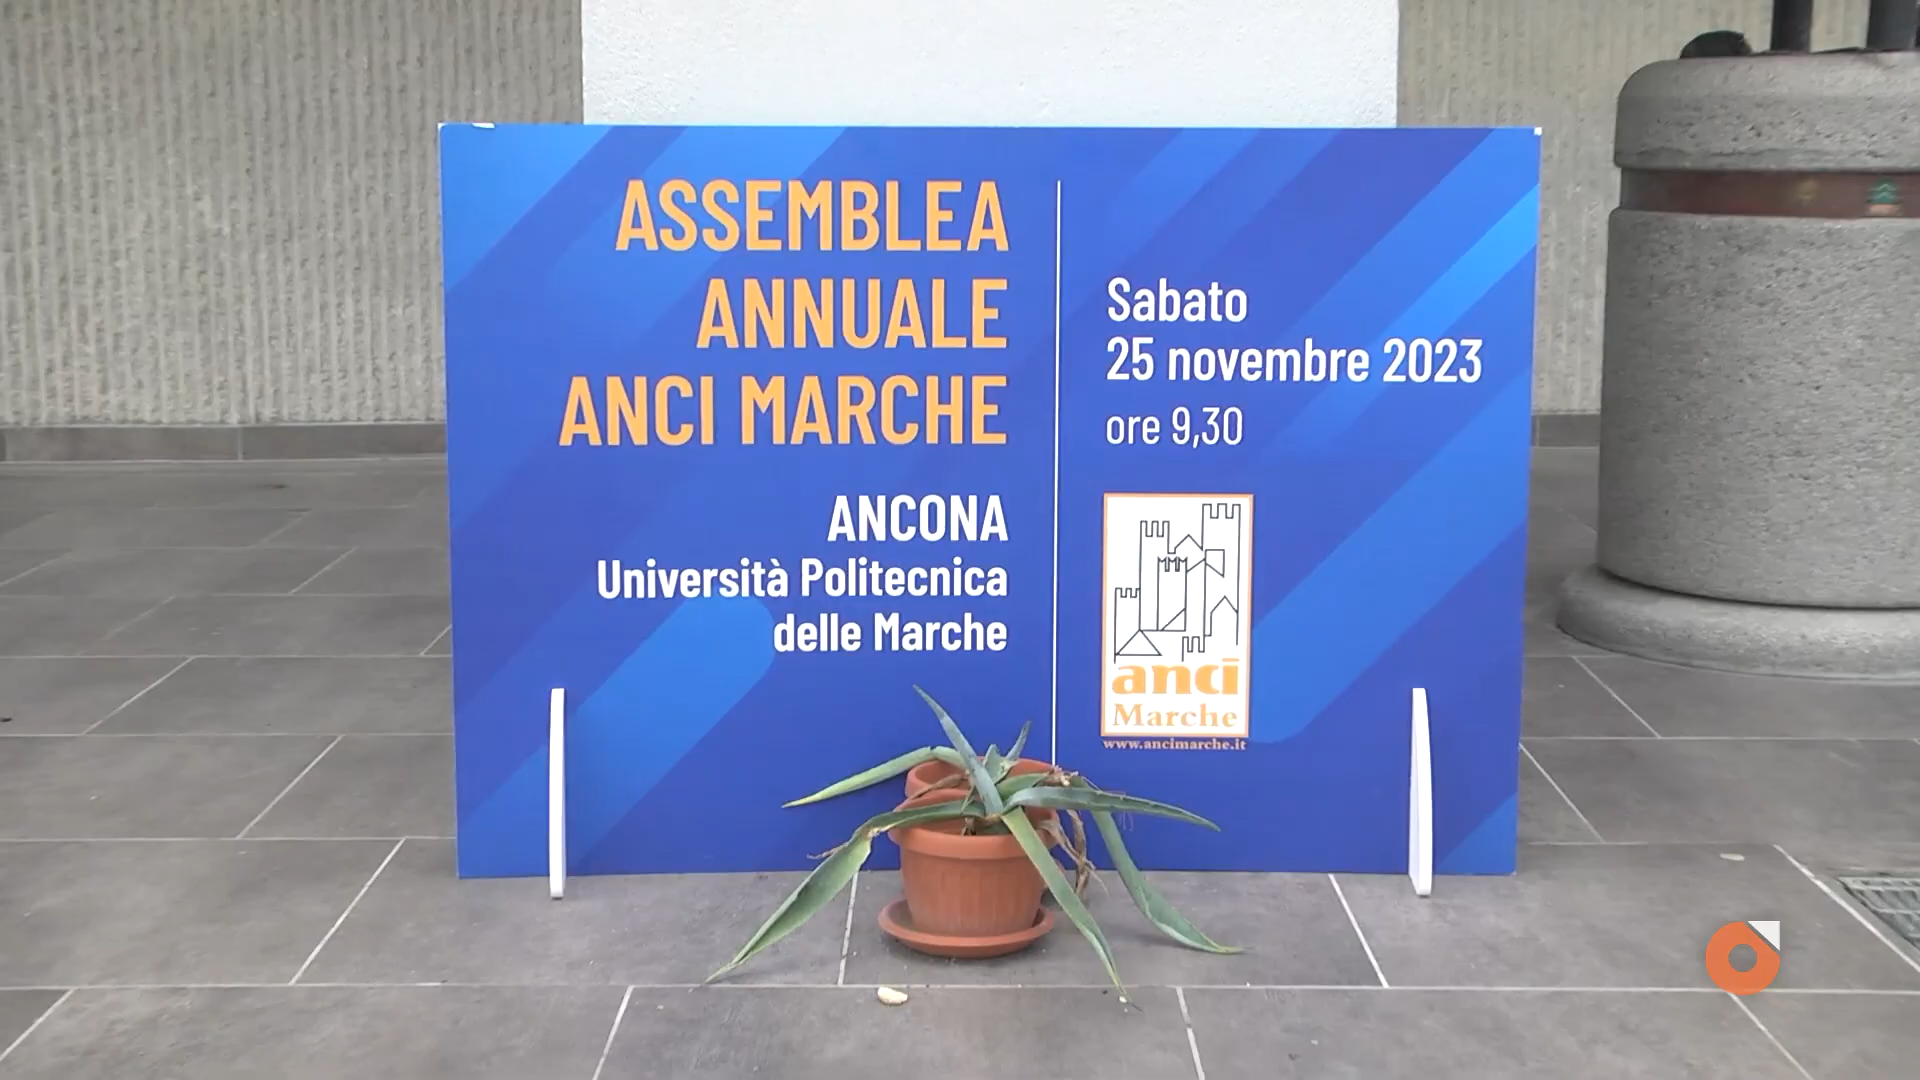 ASSEMBLEA
ANNUALE
ANCI MARCHE
ANCONA
Università Politecnica
delle Marche
Sabato
25 novembre 2023
ore 9,30
anci
Marche
www.ancimarche.it